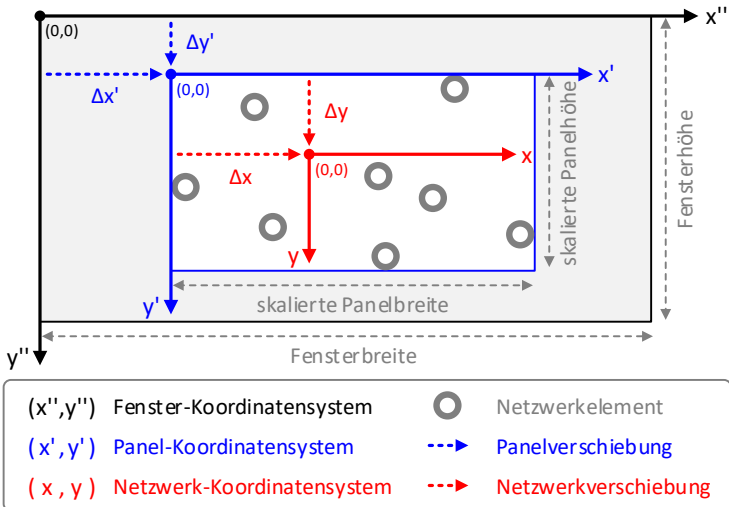 x''
(0,0)
Δy'
x'
Δx'
(0,0)
Δy
x
Δx
(0,0)
y
skalierte Panelhöhe
Fensterhöhe
y'
skalierte Panelbreite
y''
Fensterbreite
(x'',y'') Fenster-Koordinatensystem
Netzwerkelement
(x',y') Panel-Koordinatensystem
Panelverschiebung
(x,y) Netzwerk-Koordinatensystem
Netzwerkverschiebung